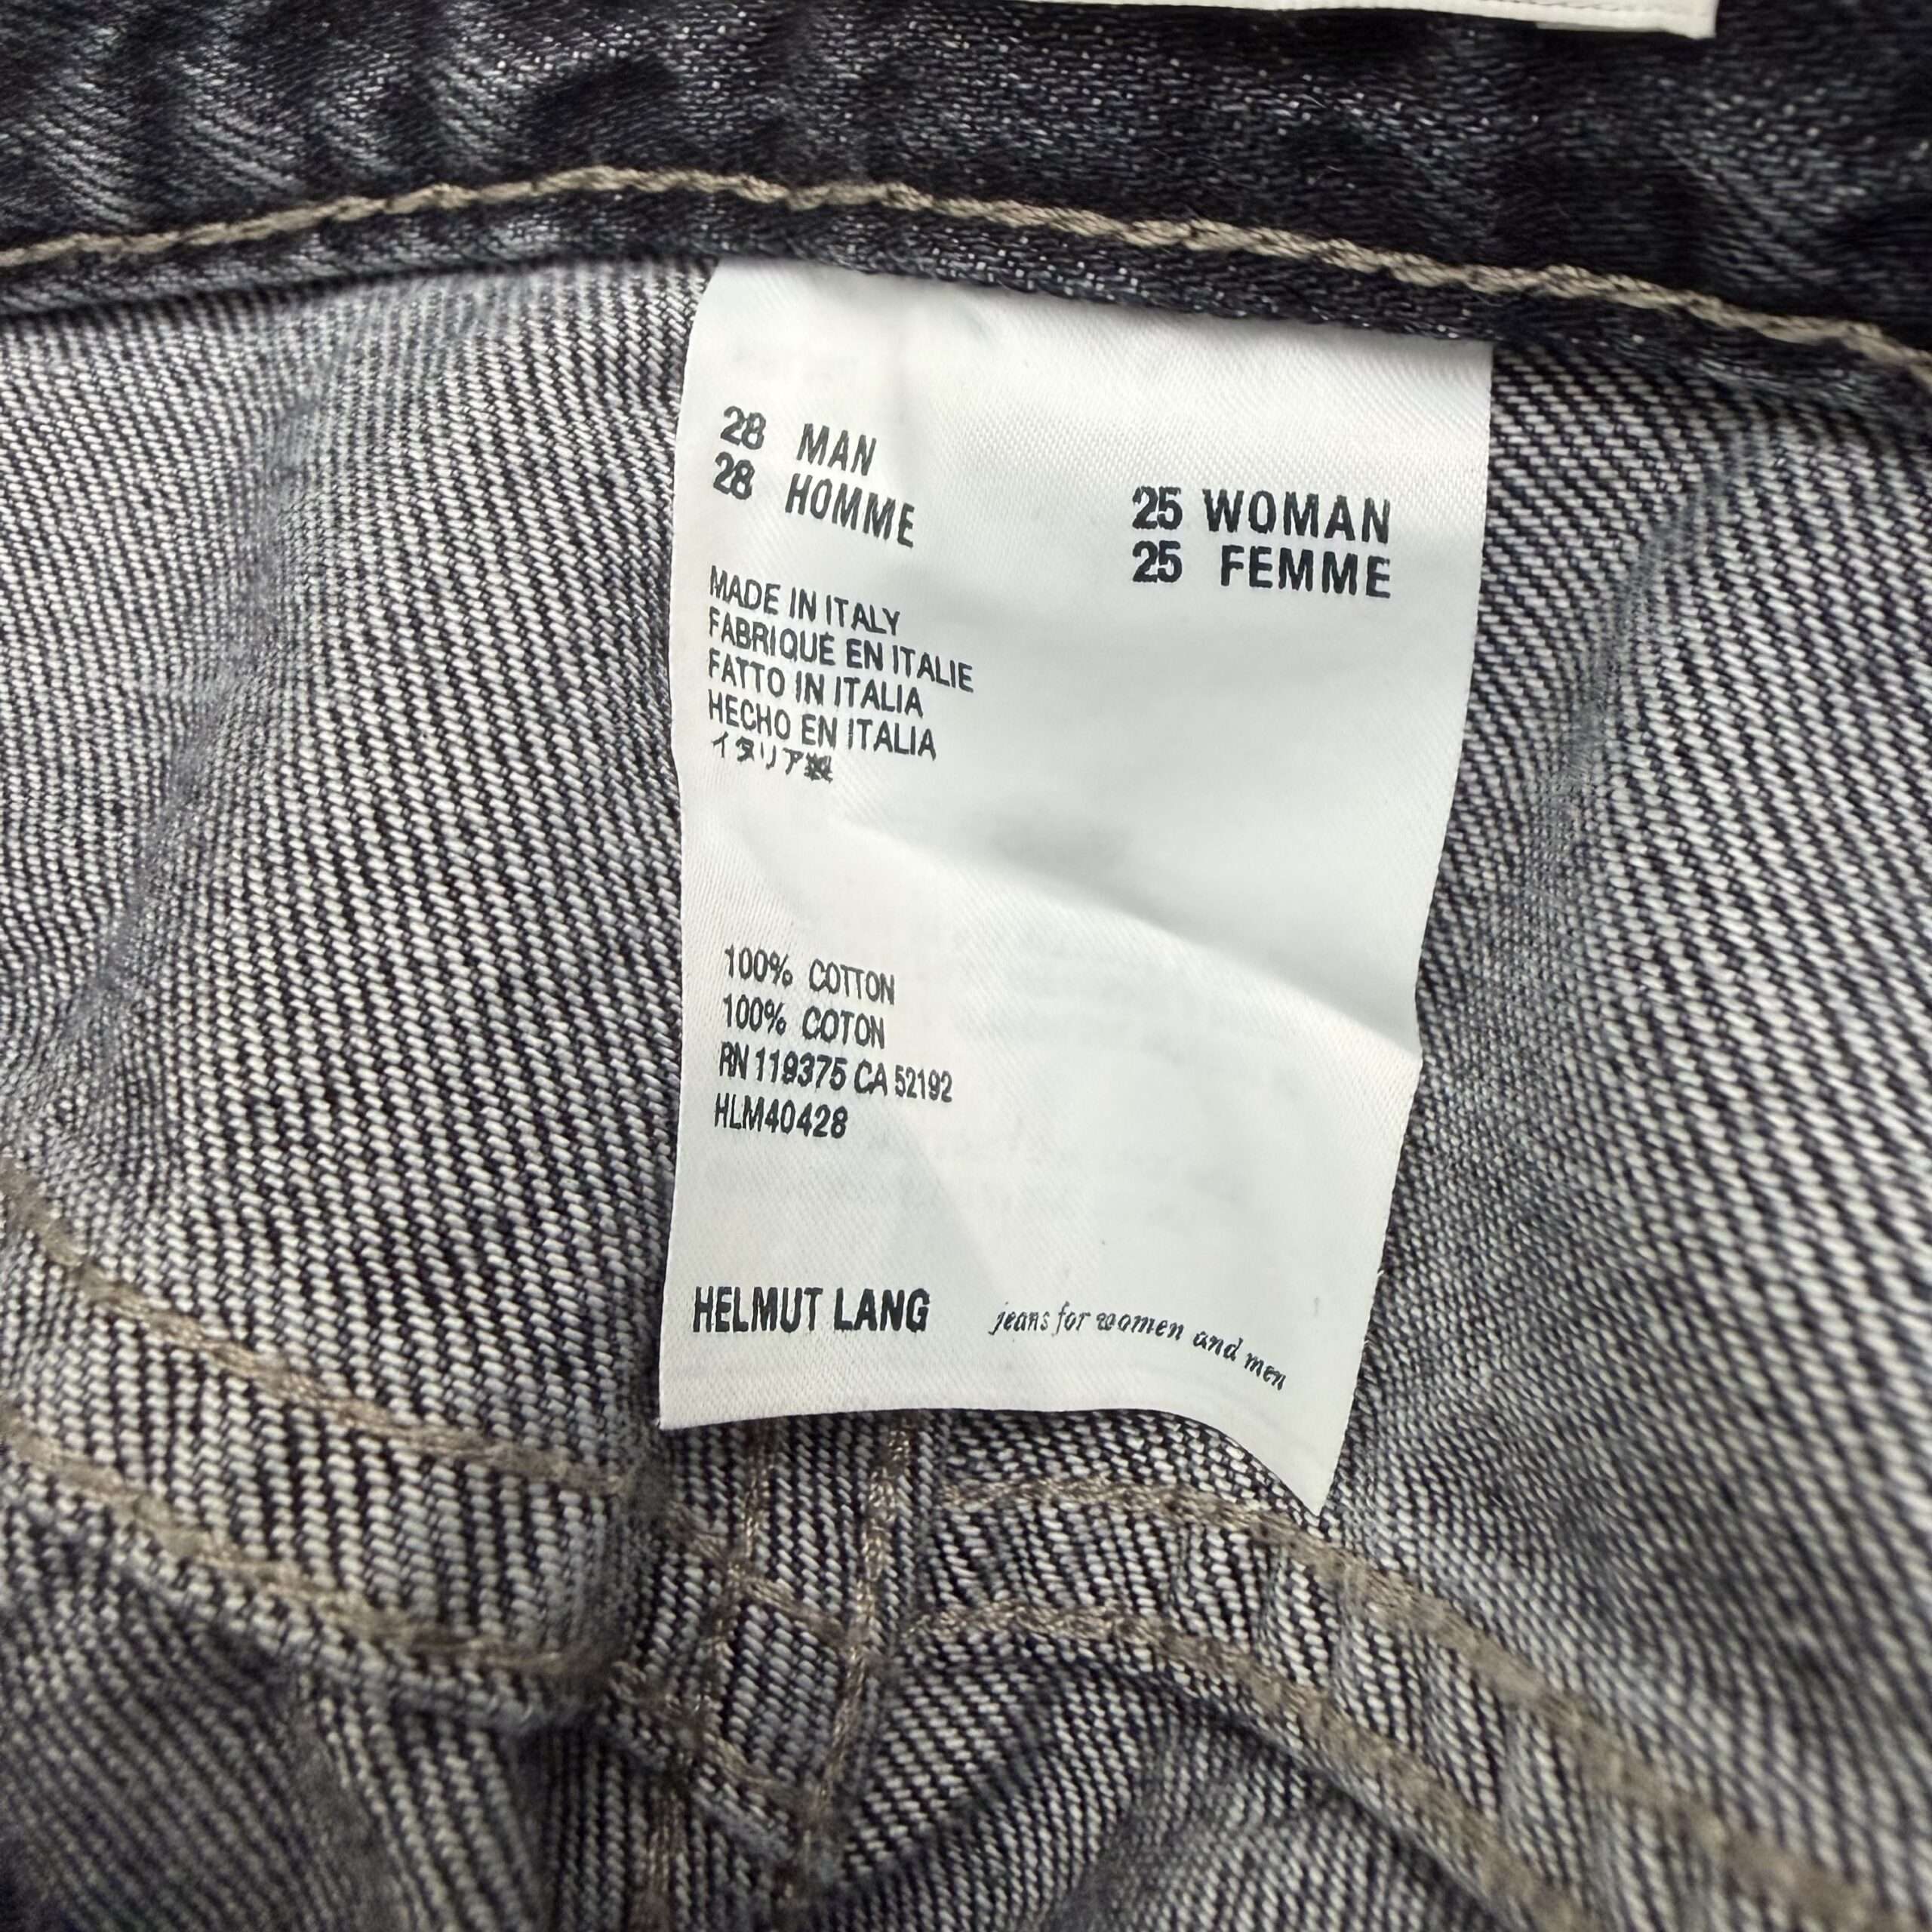 28 MAN
28 HOMME
25 WOMAN
25 FEMME
MADE IN ITALY
FABRIQUÉ EN ITALIE
FATTO IN ITALIA
HECHO EN ITALIA
イタリア製
100% COTTON
100% COTON
RN 119375 CA 52192
HLM40428
HELMUT LANG jeans for women and men